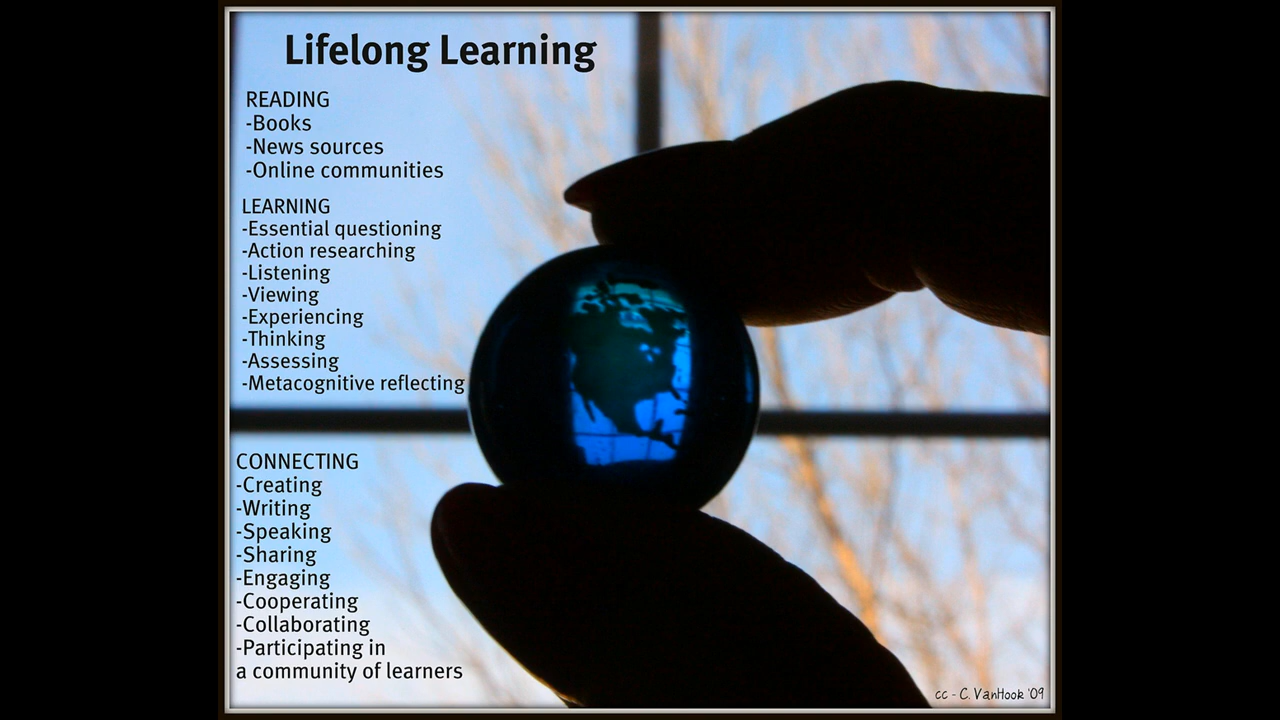 Lifelong Learning
READING
-Books
-News sources
-Online communities
LEARNING
-Essential questioning
-Action researching
-Listening
-Viewing
-Experiencing
-Thinking
-Assessing
-Metacognitive reflecting
CONNECTING
-Creating
-Writing
-Speaking
-Sharing
-Engaging
-Cooperating
-Collaborating
-Participating in
a community of learners
cc - C. VanHook '09